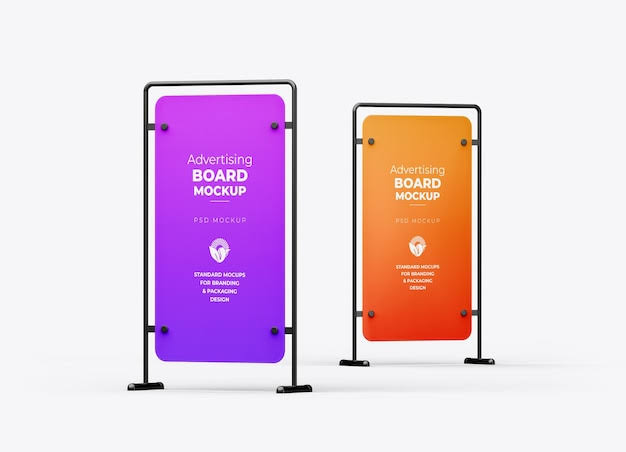 Advertising
BOARD
MOCKUP
PSD MOCKUP
STANDARD MOCUPS
FOR BRANDING
& PACKAGING
DESIGN
Advertising
BOARD
MOCKUP
PSD MOCKUP
STANDARD MOCUPS
FOR BRANDING
& PACKAGING
DESIGN